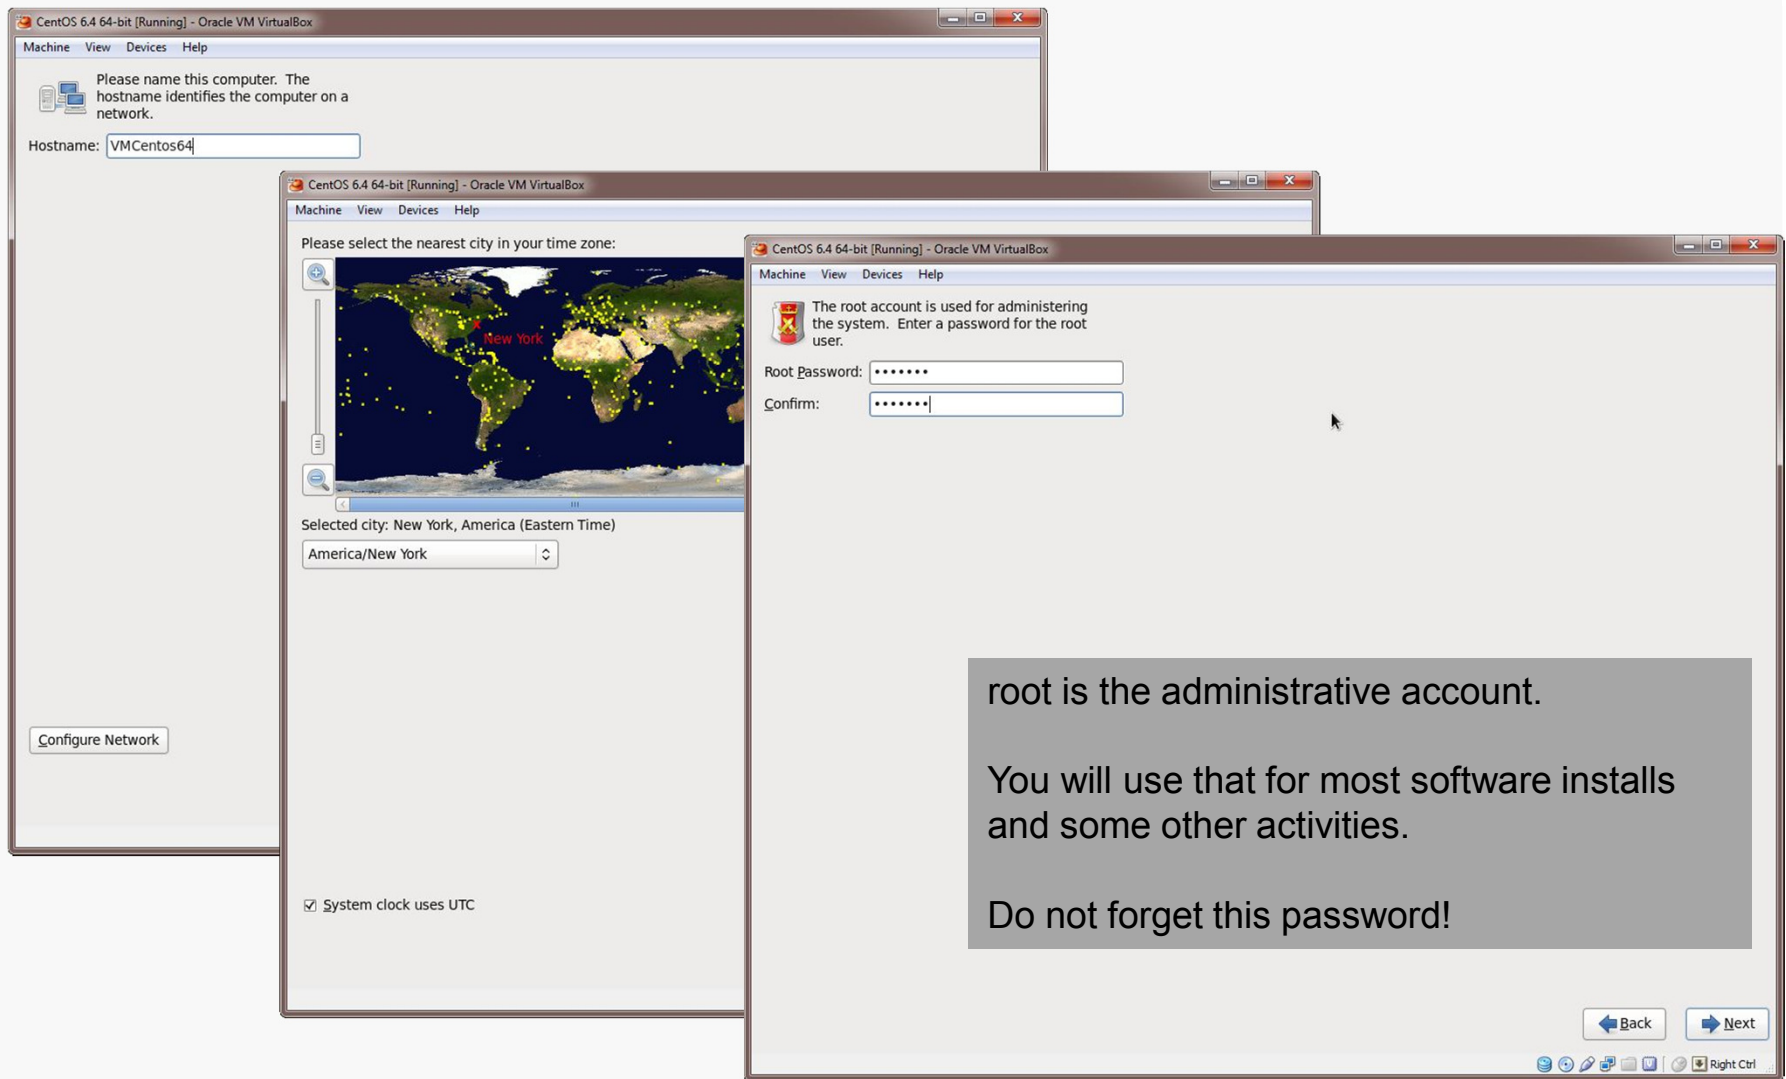 CentOS 6.4 64-bit [Running] - Oracle VM VirtualBox
Machine View Devices Help
Please name this computer. The
hostname identifies the computer on a
network.
Hostname: VMCentos64
Configure Network
CentOS 6.4 64-bit [Running] - Oracle VM VirtualBox
Machine View Devices Help
Please select the nearest city in your time zone:
New York
Selected city: New York, America (Eastern Time)
America/New York
System clock uses UTC
CentOS 6.4 64-bit [Running] - Oracle VM VirtualBox
Machine View Devices Help
The root account is used for administering
the system. Enter a password for the root
user.
Root Password: •••••••
Confirm: •••••••
root is the administrative account.
You will use that for most software installs
and some other activities.
Do not forget this password!
Back Next
Right Ctrl